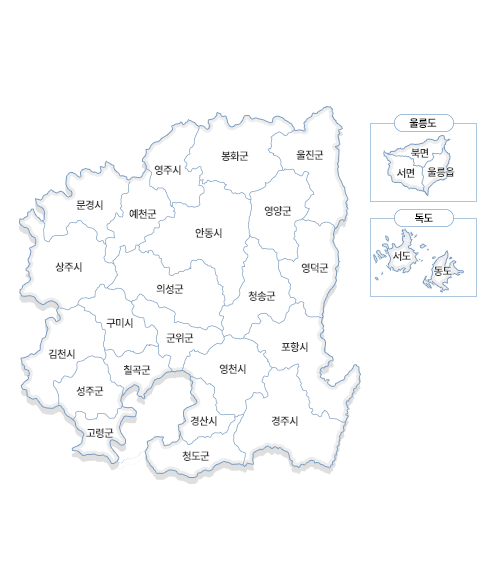 울릉도
북면
서면
울릉읍
독도
서도
동도
봉화군
울진군
영주시
문경시
예천군
영양군
안동시
상주시
영덕군
의성군
청송군
구미시
군위군
포항시
김천시
칠곡군
영천시
성주군
고령군
경산시
경주시
청도군